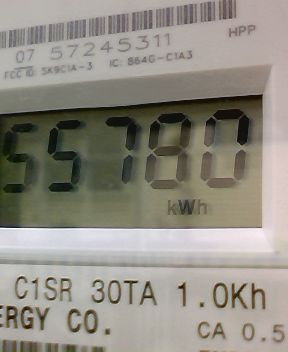 HPP
07 57245311
FCC ID: SK9C1A-3 IC: 864G-C1A3
55780
kWh
C1SR 30TA 1.0Kh
ERGY CO. CA 0.5